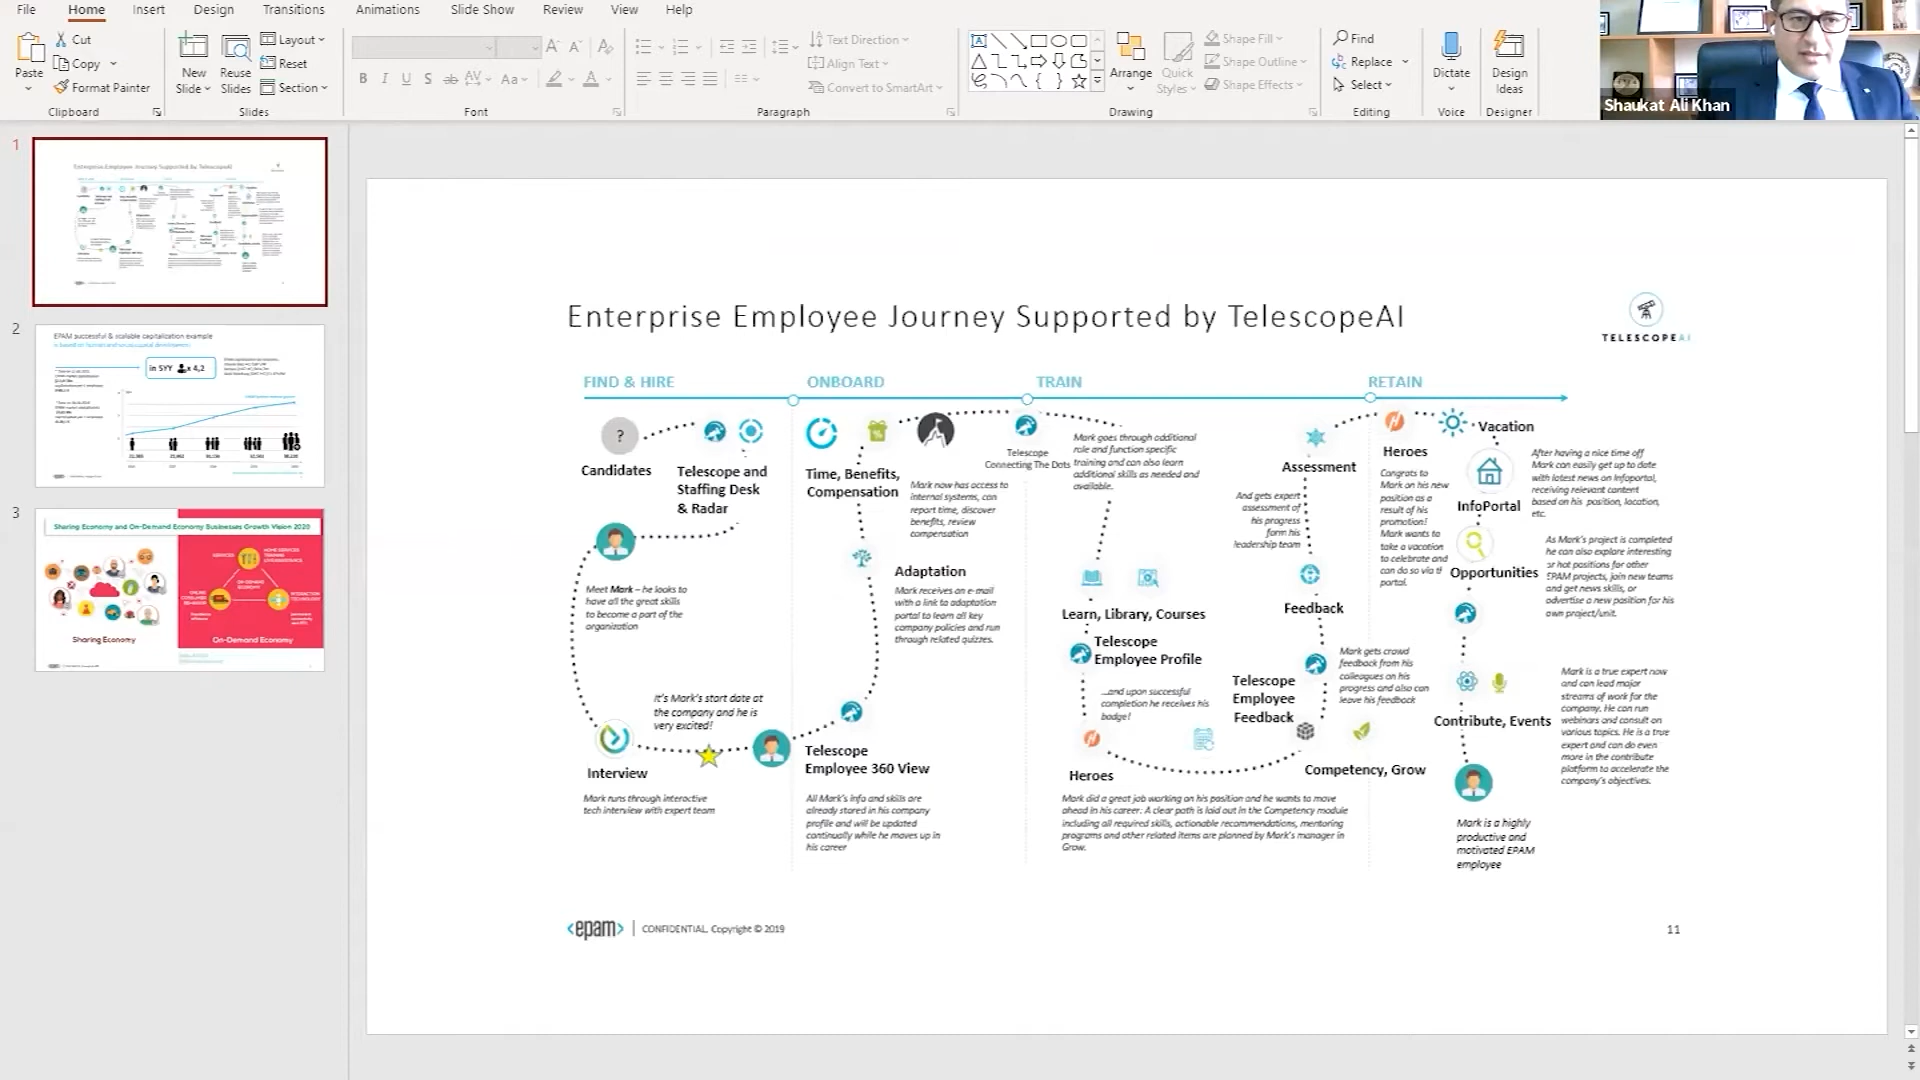 File Home Insert Design Transitions Animations Slide Show Review View Help
Paste
Cut
Copy
Format Painter
Clipboard
New Slide
Reuse Slides
Layout
Reset
Section
Slides
Font
Text Direction
Align Text
Convert to SmartArt
Paragraph
Arrange
Quick Styles
Shape Fill
Shape Outline
Shape Effects
Drawing
Find
Replace
Select
Editing
Dictate
Voice
Design Ideas
Designer
Shaukat Ali Khan
1
Enterprise Employee Journey Supported by TelescopeAI
2
EPAM successful & scalable capitalization example
in 5YY x 4,2
3
Sharing Economy and On-Demand Economy Businesses Growth Vision 2020
Sharing Economy
On-Demand Economy
Enterprise Employee Journey Supported by TelescopeAI
TELESCOPEAI
FIND & HIRE
ONBOARD
TRAIN
RETAIN
?
Candidates
Telescope and
Staffing Desk
& Radar
Meet Mark – he looks to
have all the great skills
to become a part of the
organization
It's Mark's start date at
the company and he is
very excited!
Interview
Mark runs through interactive
tech interview with expert team
Time, Benefits,
Compensation
Mark now has access to
internal systems, can
report time, discover
benefits, review
compensation
Adaptation
Mark receives an e-mail
with a link to adaptation
portal to learn all key
company policies and run
through related quizzes.
Telescope
Employee 360 View
All Mark's info and skills are
already stored in his company
profile and will be updated
continually while he moves up in
his career
Telescope
Connecting The Dots
Mark goes through additional
role and function specific
training and can also learn
additional skills as needed and
available.
Learn, Library, Courses
Telescope
Employee Profile
...and upon successful
completion he receives his
badge!
Heroes
Mark did a great job working on his position and he wants to move
ahead in his career. A clear path is laid out in the Competency module
including all required skills, actionable recommendations, mentoring
programs and other related items are planned by Mark's manager in
Grow.
Assessment
And gets expert
assessment of
his progress
form his
leadership team
Feedback
Telescope
Employee
Feedback
Mark gets crowd
feedback from his
colleagues on his
progress and also can
leave his feedback
Competency, Grow
Heroes
Congrats to
Mark on his new
position as a
result of his
promotion!
Mark wants to
take a vacation
to celebrate and
can do so via th
portal.
Vacation
InfoPortal
After having a nice time off
Mark can easily get up to date
with latest news on Infoportal,
receiving relevant content
based on his position, location,
etc.
Opportunities
As Mark's project is completed
he can also explore interesting
or hot positions for other
EPAM projects, join new teams
and get news skills, or
advertise a new position for his
own project/unit.
Contribute, Events
Mark is a true expert now
and can lead major
streams of work for the
company. He can run
webinars and consult on
various topics. He is a true
expert and can do even
more in the contribute
platform to accelerate the
company's objectives.
Mark is a highly
productive and
motivated EPAM
employee
<epam> | CONFIDENTIAL. Copyright © 2019
11